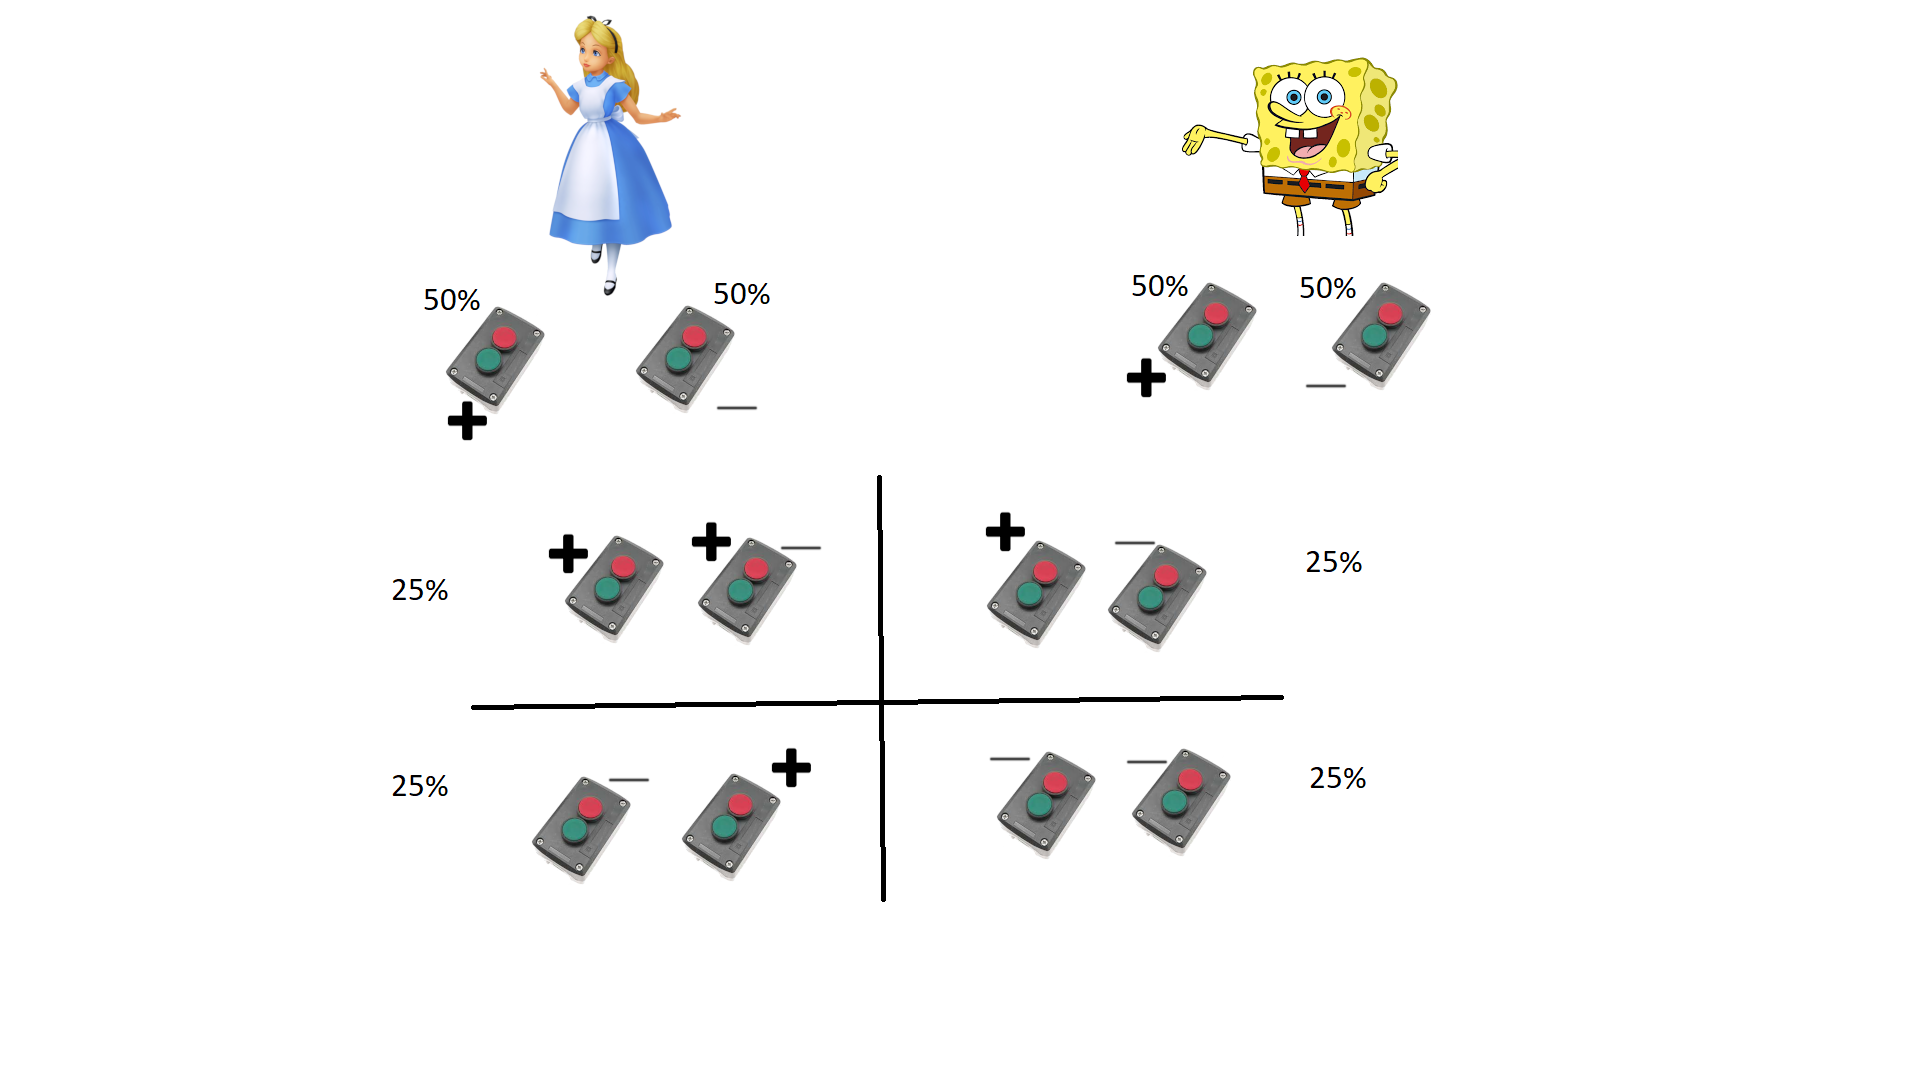 50% 50% 50% 50%
+ — + —
+ + — + —
25% 25%
— + — —
25% 25%